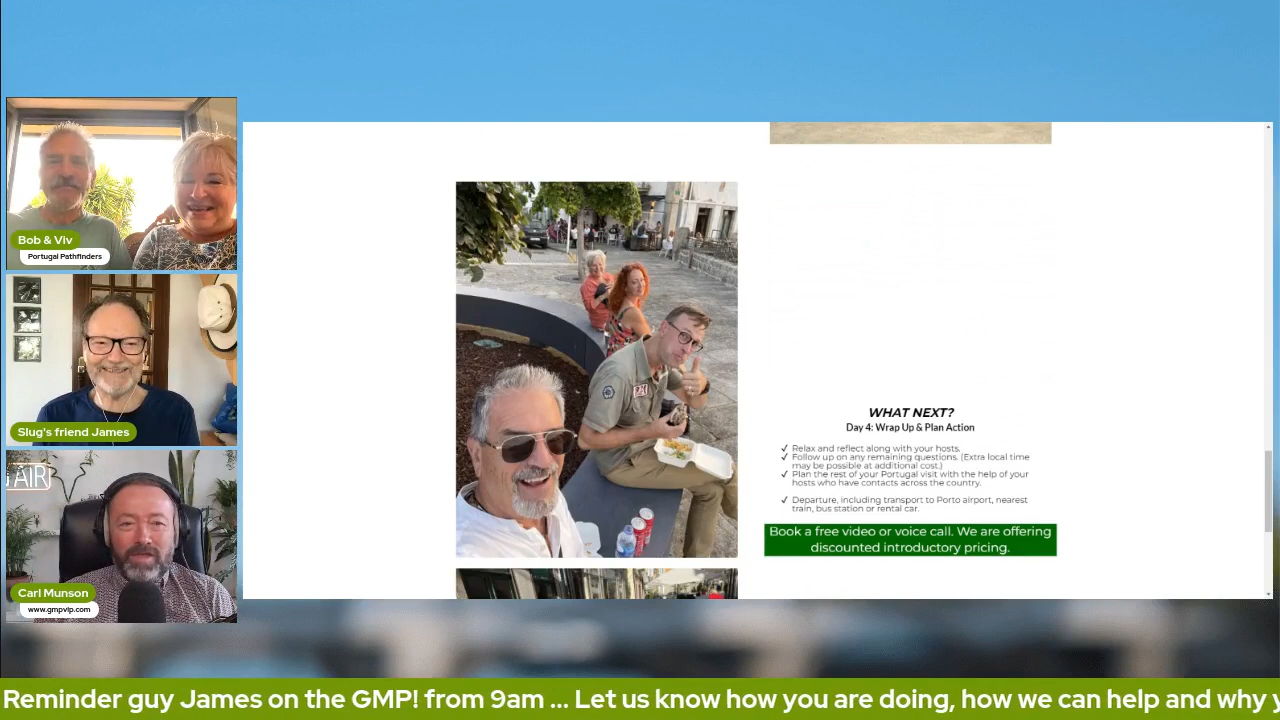 Bob & Viv
Portugal Pathfinders
Slug's friend James
AIR
Carl Munson
www.gmpvip.com
WHAT NEXT?
Day 4: Wrap Up & Plan Action
✓ Relax and reflect along with your hosts.
✓ Follow up on any remaining questions. (Extra local time
may be possible at additional cost.)
✓ Plan the rest of your Portugal visit with the help of your
hosts who have contacts across the country.
✓ Departure, including transport to Porto airport, nearest
train, bus station or rental car.
Book a free video or voice call. We are offering
discounted introductory pricing.
Reminder guy James on the GMP! from 9am ... Let us know how you are doing, how we can help and why y